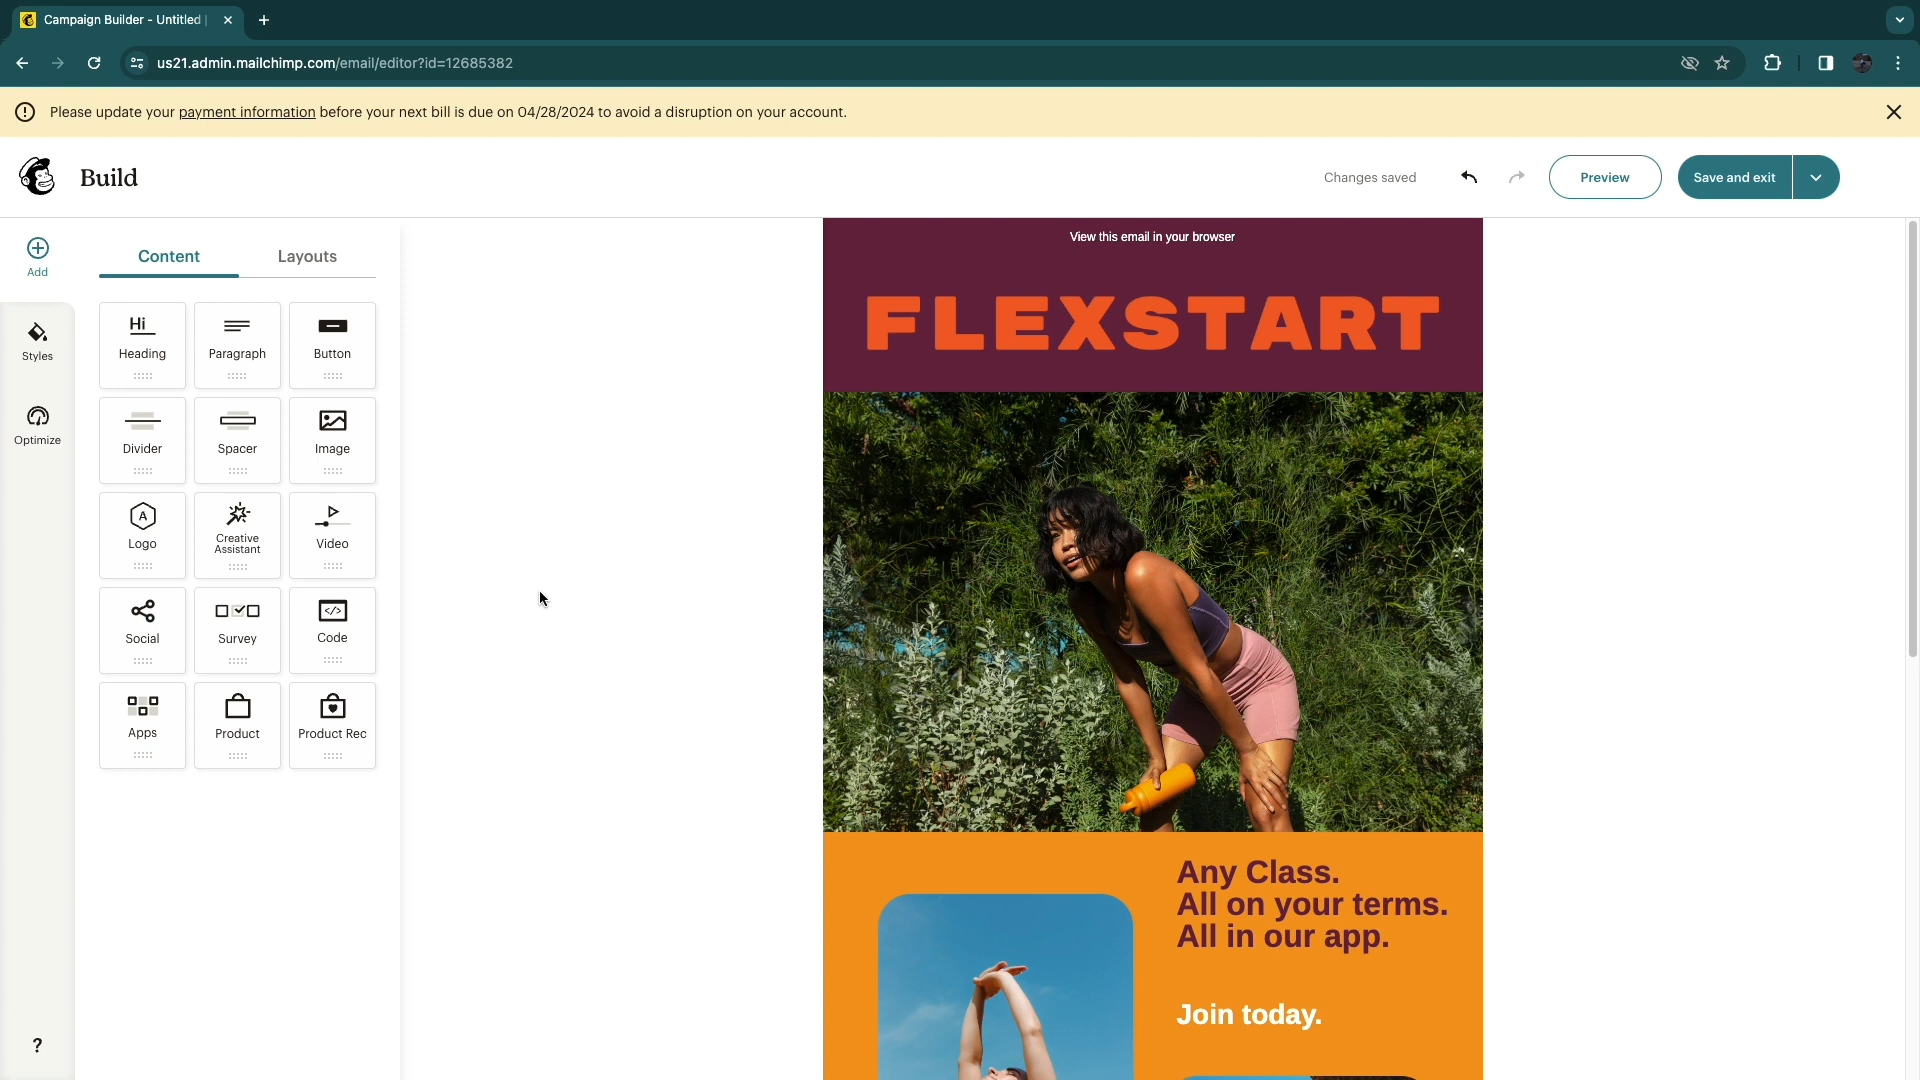 Campaign Builder - Untitled
us21.admin.mailchimp.com/email/editor?id=12685382
Please update your payment information before your next bill is due on 04/28/2024 to avoid a disruption on your account.
Build
Changes saved
Preview
Save and exit
Add
Styles
Optimize
?
Content
Layouts
Hi
Heading
Paragraph
Button
Divider
Spacer
Image
A
Logo
Creative
Assistant
Video
Social
Survey
</>
Code
Apps
Product
Product Rec
View this email in your browser
FLEXSTART
Any Class.
All on your terms.
All in our app.
Join today.